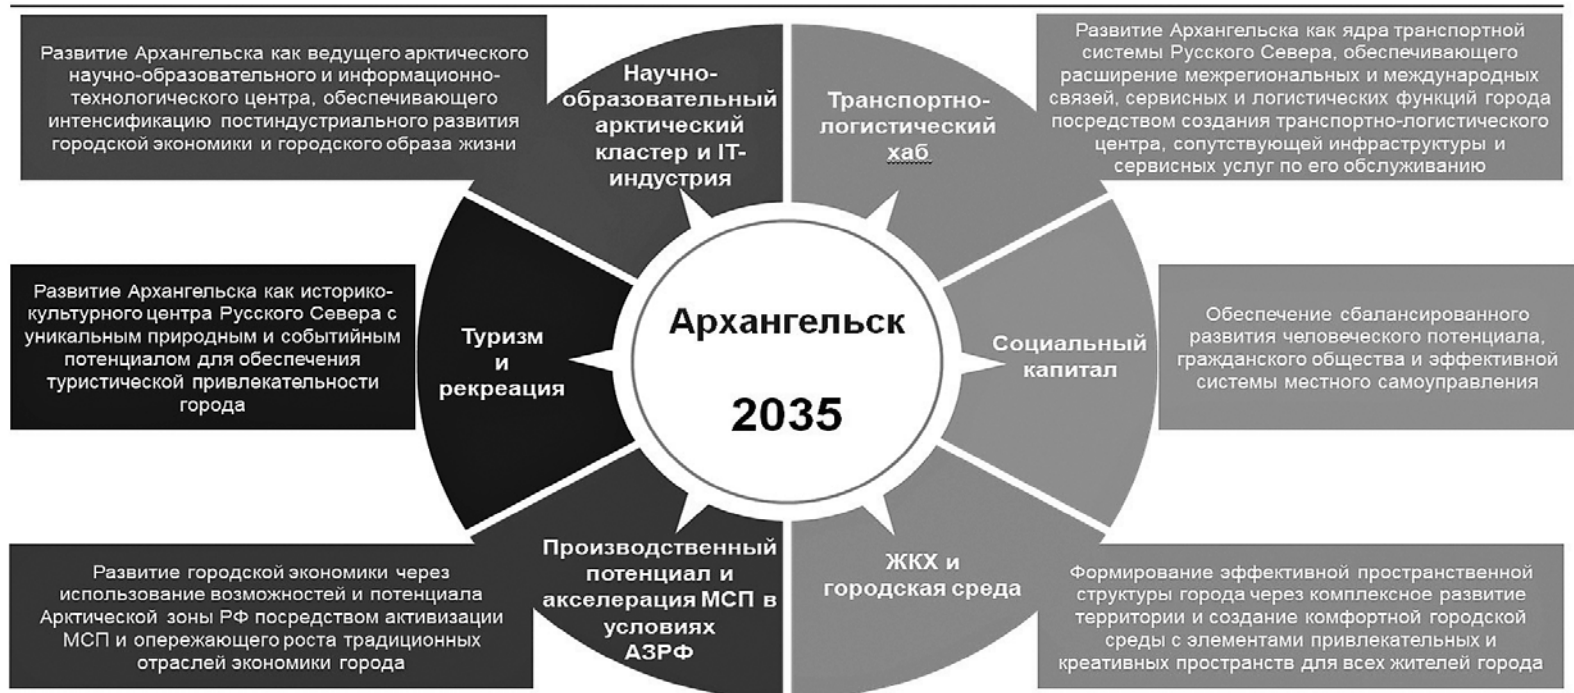 Развитие Архангельска как ведущего арктического
научно-образовательного и информационно-
технологического центра, обеспечивающего
интенсификацию постиндустриального развития
городской экономики и городского образа жизни
Научно-
образовательный
арктический
кластер и IT-
индустрия
Транспортно-
логистический
хаб
Развитие Архангельска как ядра транспортной
системы Русского Севера, обеспечивающего
расширение межрегиональных и международных
связей, сервисных и логистических функций города
посредством создания транспортно-логистического
центра, сопутствующей инфраструктуры и
сервисных услуг по его обслуживанию
Развитие Архангельска как историко-
культурного центра Русского Севера с
уникальным природным и событийным
потенциалом для обеспечения
туристической привлекательности
города
Туризм
и
рекреация
Архангельск
2035
Социальный
капитал
Обеспечение сбалансированного
развития человеческого потенциала,
гражданского общества и эффективной
системы местного самоуправления
Развитие городской экономики через
использование возможностей и потенциала
Арктической зоны РФ посредством активизации
МСП и опережающего роста традиционных
отраслей экономики города
Производственный
потенциал и
акселерация МСП в
условиях
АЗРФ
ЖКХ и
городская среда
Формирование эффективной пространственной
структуры города через комплексное развитие
территории и создание комфортной городской
среды с элементами привлекательных и
креативных пространств для всех жителей города